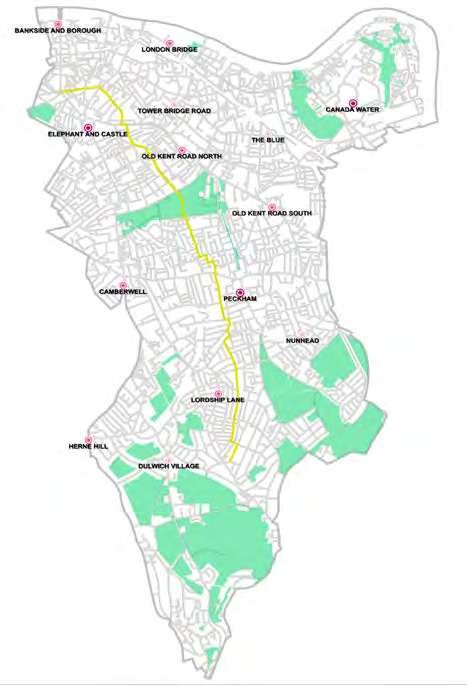 BANKSIDE AND BOROUGH
LONDON BRIDGE
TOWER BRIDGE ROAD
CANADA WATER
ELEPHANT AND CASTLE
THE BLUE
OLD KENT ROAD NORTH
OLD KENT ROAD SOUTH
CAMBERWELL
PECKHAM
NUNHEAD
LORDSHIP LANE
HERNE HILL
DULWICH VILLAGE